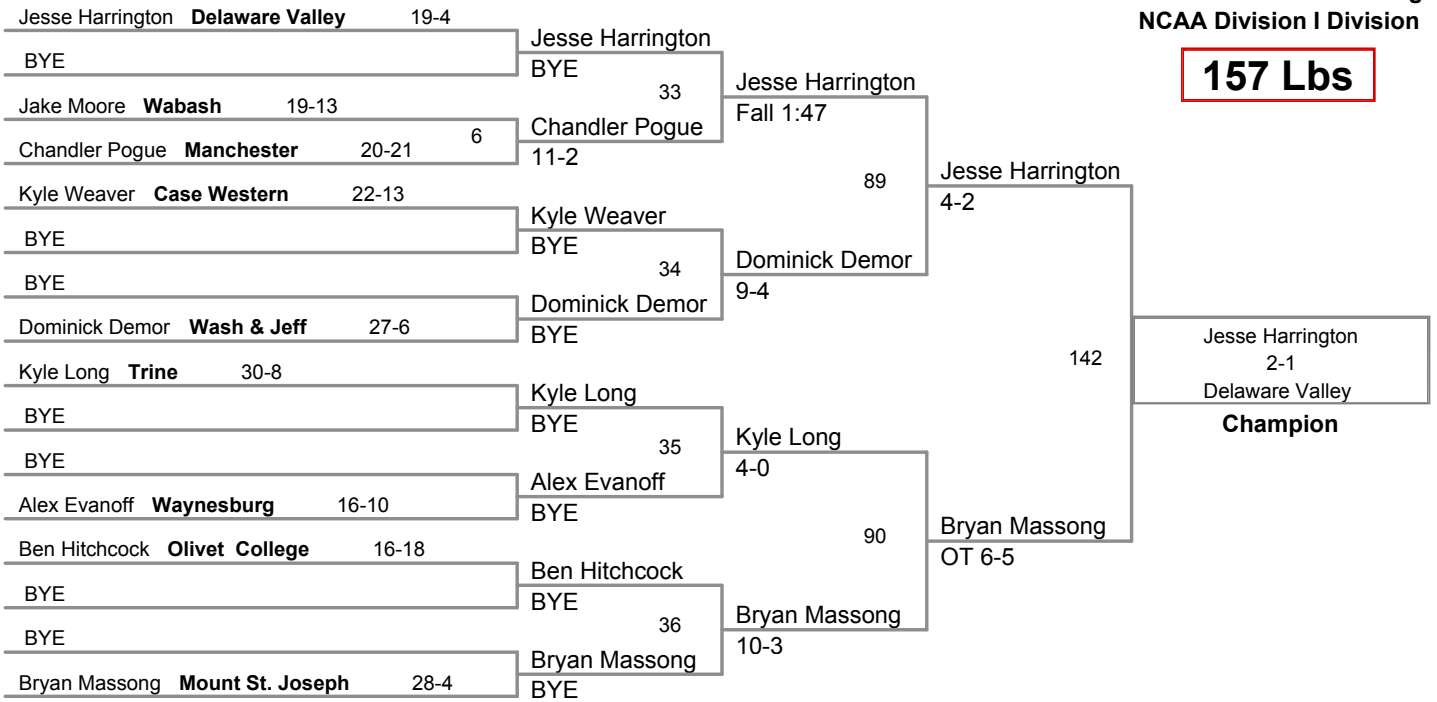 NCAA Division I Division
157 Lbs
Jesse Harrington Delaware Valley 19-4
BYE
Jake Moore Wabash 19-13
Chandler Pogue Manchester 20-21
6
Kyle Weaver Case Western 22-13
BYE
BYE
Dominick Demor Wash & Jeff 27-6
Kyle Long Trine 30-8
BYE
BYE
Alex Evanoff Waynesburg 16-10
Ben Hitchcock Olivet College 16-18
BYE
BYE
Bryan Massong Mount St. Joseph 28-4
Jesse Harrington
BYE
33
Chandler Pogue
11-2
Kyle Weaver
BYE
34
Dominick Demor
BYE
Kyle Long
BYE
35
Alex Evanoff
BYE
Ben Hitchcock
BYE
36
Bryan Massong
BYE
Jesse Harrington
Fall 1:47
89
Dominick Demor
9-4
Kyle Long
4-0
90
Bryan Massong
10-3
Jesse Harrington
4-2
142
Bryan Massong
OT 6-5
Jesse Harrington
2-1
Delaware Valley
Champion